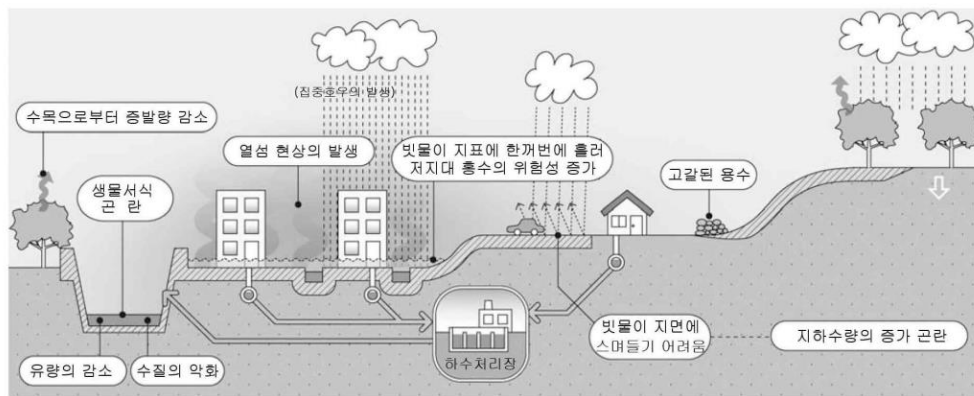 (집중호우의 발생)
수목으로부터 증발량 감소
열섬 현상의 발생
빗물이 지표에 한꺼번에 흘러
저지대 홍수의 위험성 증가
고갈된 용수
생물서식
곤 란
빗물이 지면에
스며들기 어려움
지하수량의 증가 곤란
하수처리장
유량의 감소
수질의 악화